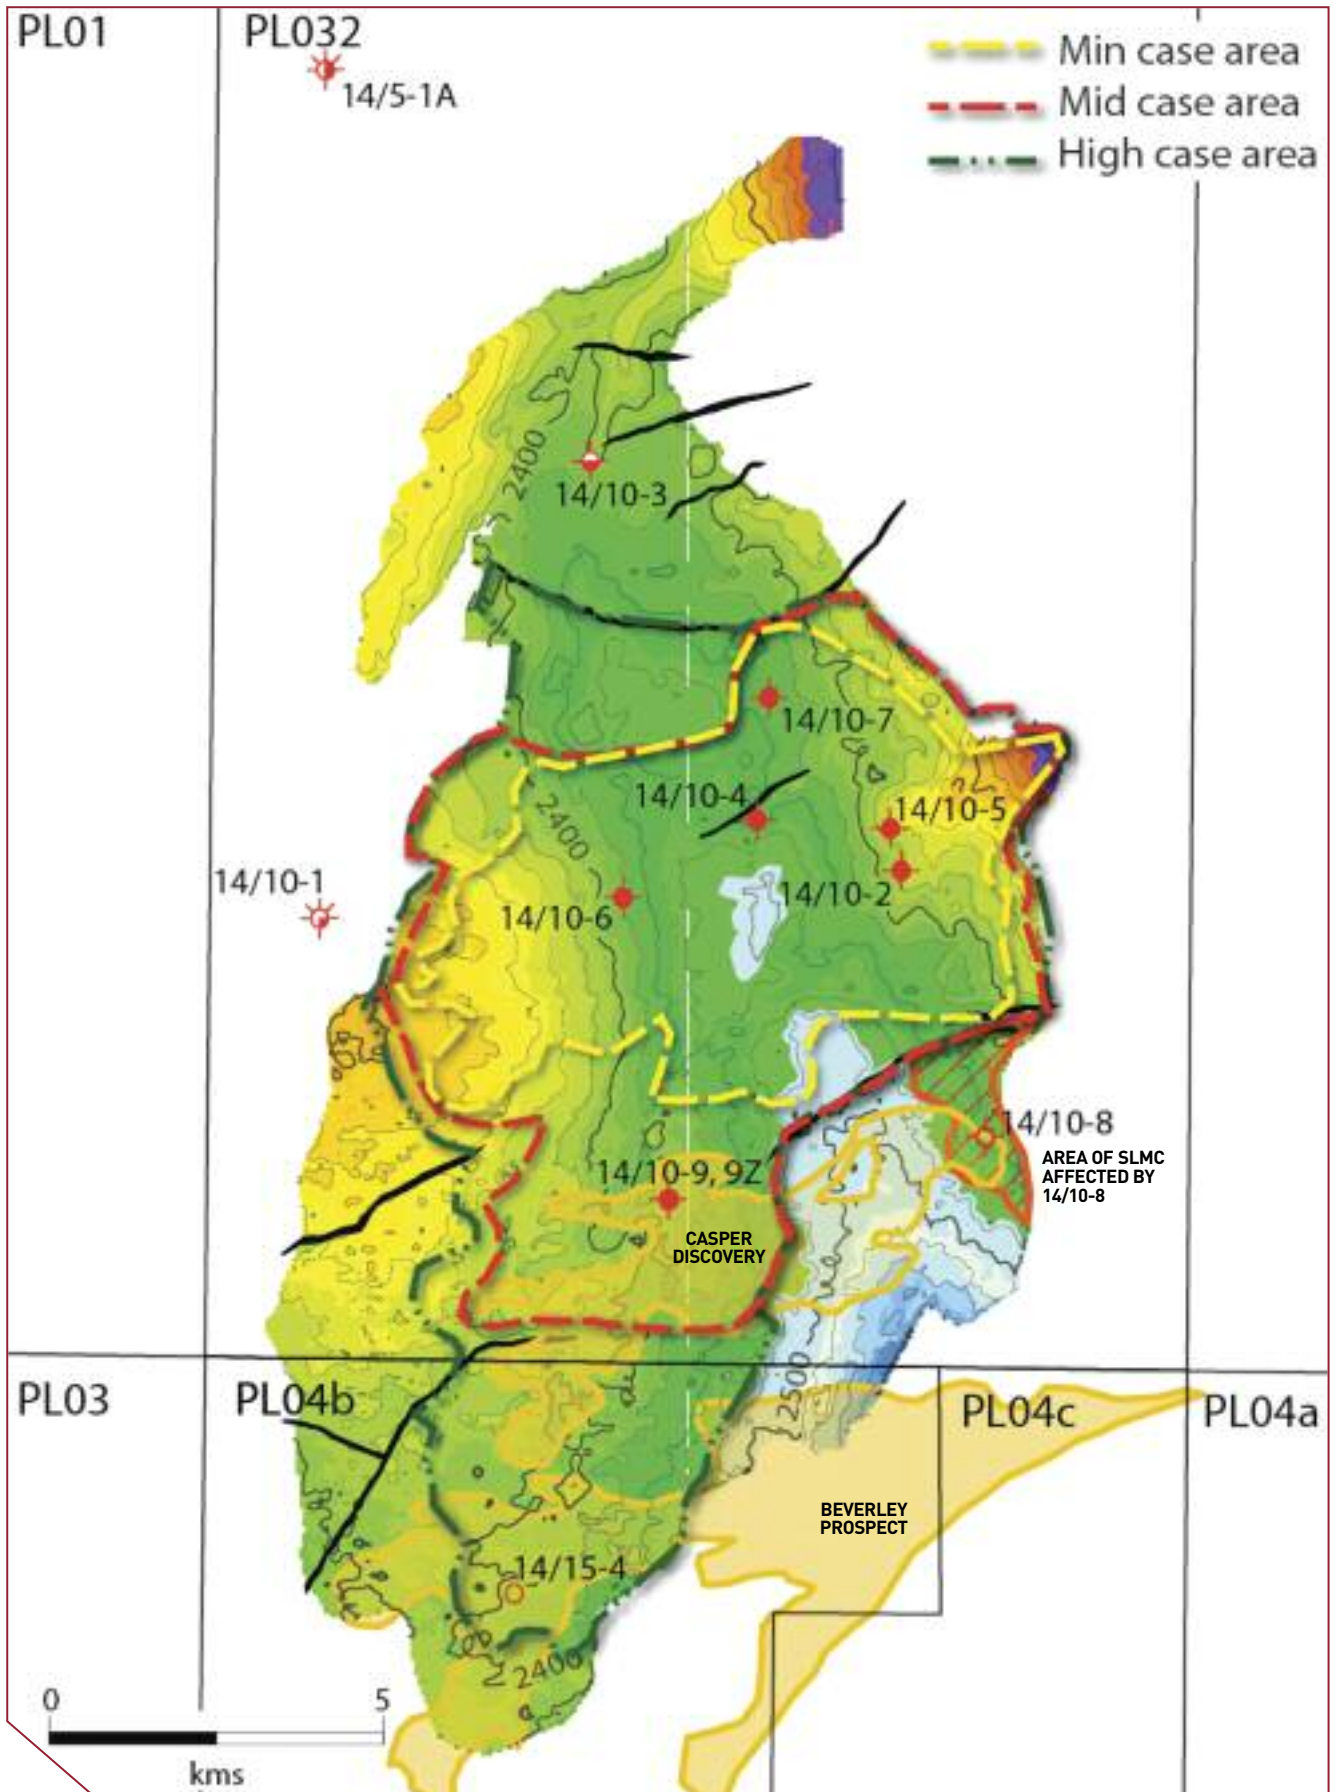 PL01
PL032
14/5-1A
Min case area
Mid case area
High case area
2400
14/10-3
14/10-7
14/10-4
14/10-5
2400
14/10-1
14/10-2
14/10-6
14/10-8
AREA OF SLMC
AFFECTED BY
14/10-8
14/10-9, 9Z
CASPER
DISCOVERY
2500
PL03
PL04b
PL04c
PL04a
BEVERLEY
PROSPECT
14/15-4
2400
0 5
kms